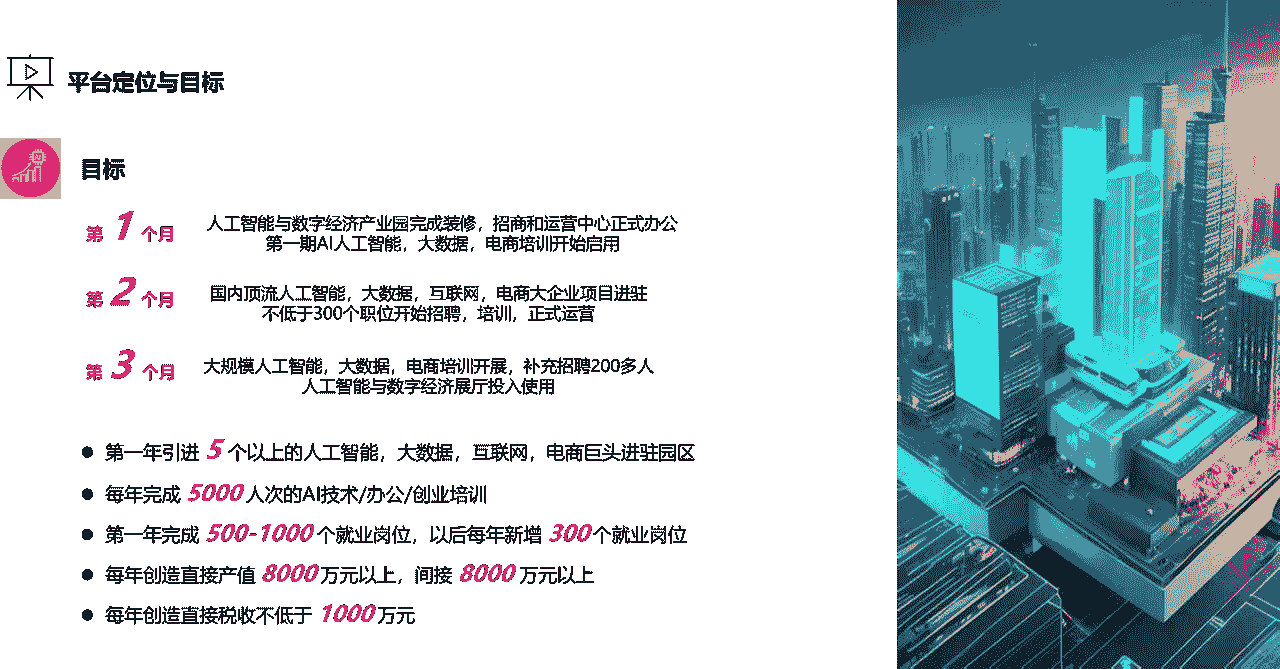 平台定位与目标
目标
第1个月
人工智能与数字经济产业园完成装修，招商和运营中心正式办公
第一期AI人工智能，大数据，电商培训开始启用
第2个月
国内顶流人工智能，大数据，互联网，电商大企业项目进驻
不低于300个职位开始招聘，培训，正式运营
第3个月
大规模人工智能，大数据，电商培训开展，补充招聘200多人
人工智能与数字经济展厅投入使用
● 第一年引进 5 个以上的人工智能，大数据，互联网，电商巨头进驻园区
● 每年完成 5000 人次的AI技术/办公/创业培训
● 第一年完成 500-1000 个就业岗位，以后每年新增 300 个就业岗位
● 每年创造直接产值 8000 万元以上，间接 8000 万元以上
● 每年创造直接税收不低于 1000 万元